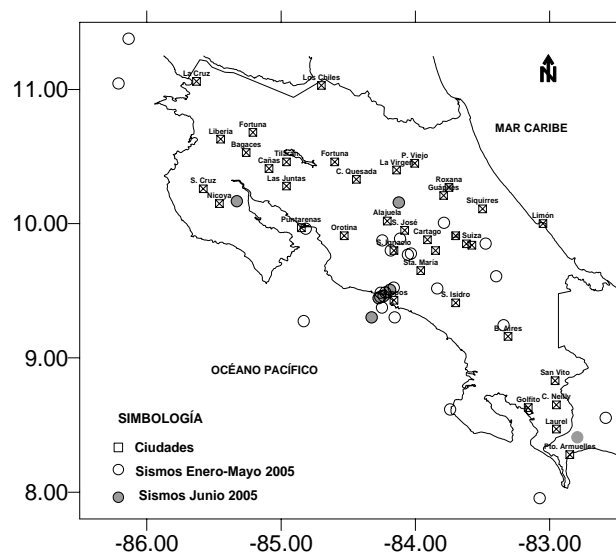 N
11.00
La Cruz
Los Chiles
MAR CARIBE
Fortuna
Liberia
Bagaces
Cañas
Fortuna
C. Quesada
La Virgen
P. Viejo
Las Juntas
Roxana
Guápiles
Siquirres
S. Cruz
Nicoya
10.00
Puntarenas
Orotina
Alajuela
S. José
Cartago
Suiza
Limón
S. Ignacio
Sta. María
S. Isidro
B. Aires
9.00
OCÉANO PACÍFICO
San Vito
C. Neilly
Golfito
Laurel
Pto. Armuelles
SIMBOLOGÍA
Ciudades
Sismos Enero-Mayo 2005
Sismos Junio 2005
8.00
-86.00 -85.00 -84.00 -83.00